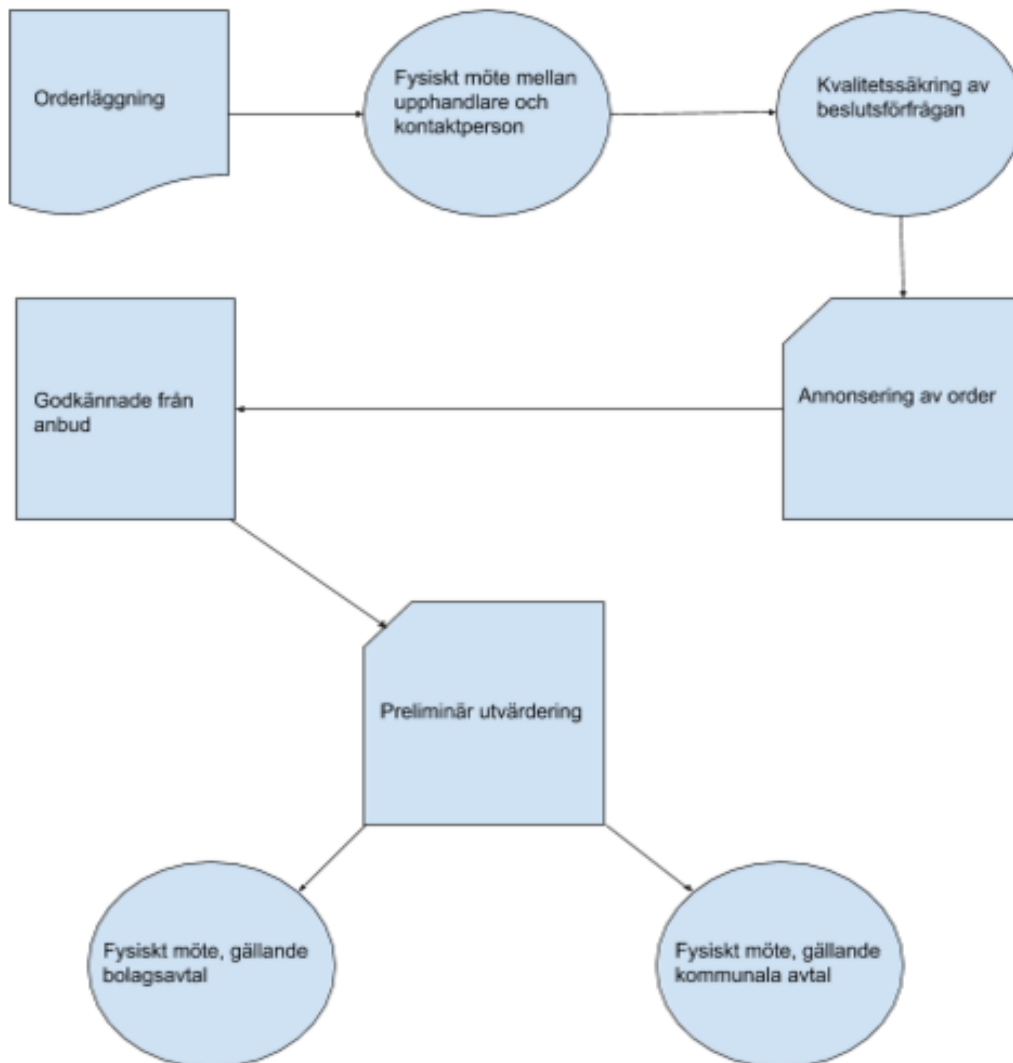 Orderläggning
Fysiskt möte mellan
upphandlare och
kontaktperson
Kvalitetssäkring av
beslutsförfrågan
Godkännade från
anbud
Annonsering av order
Preliminär utvärdering
Fysiskt möte, gällande
bolagsavtal
Fysiskt möte, gällande
kommunala avtal